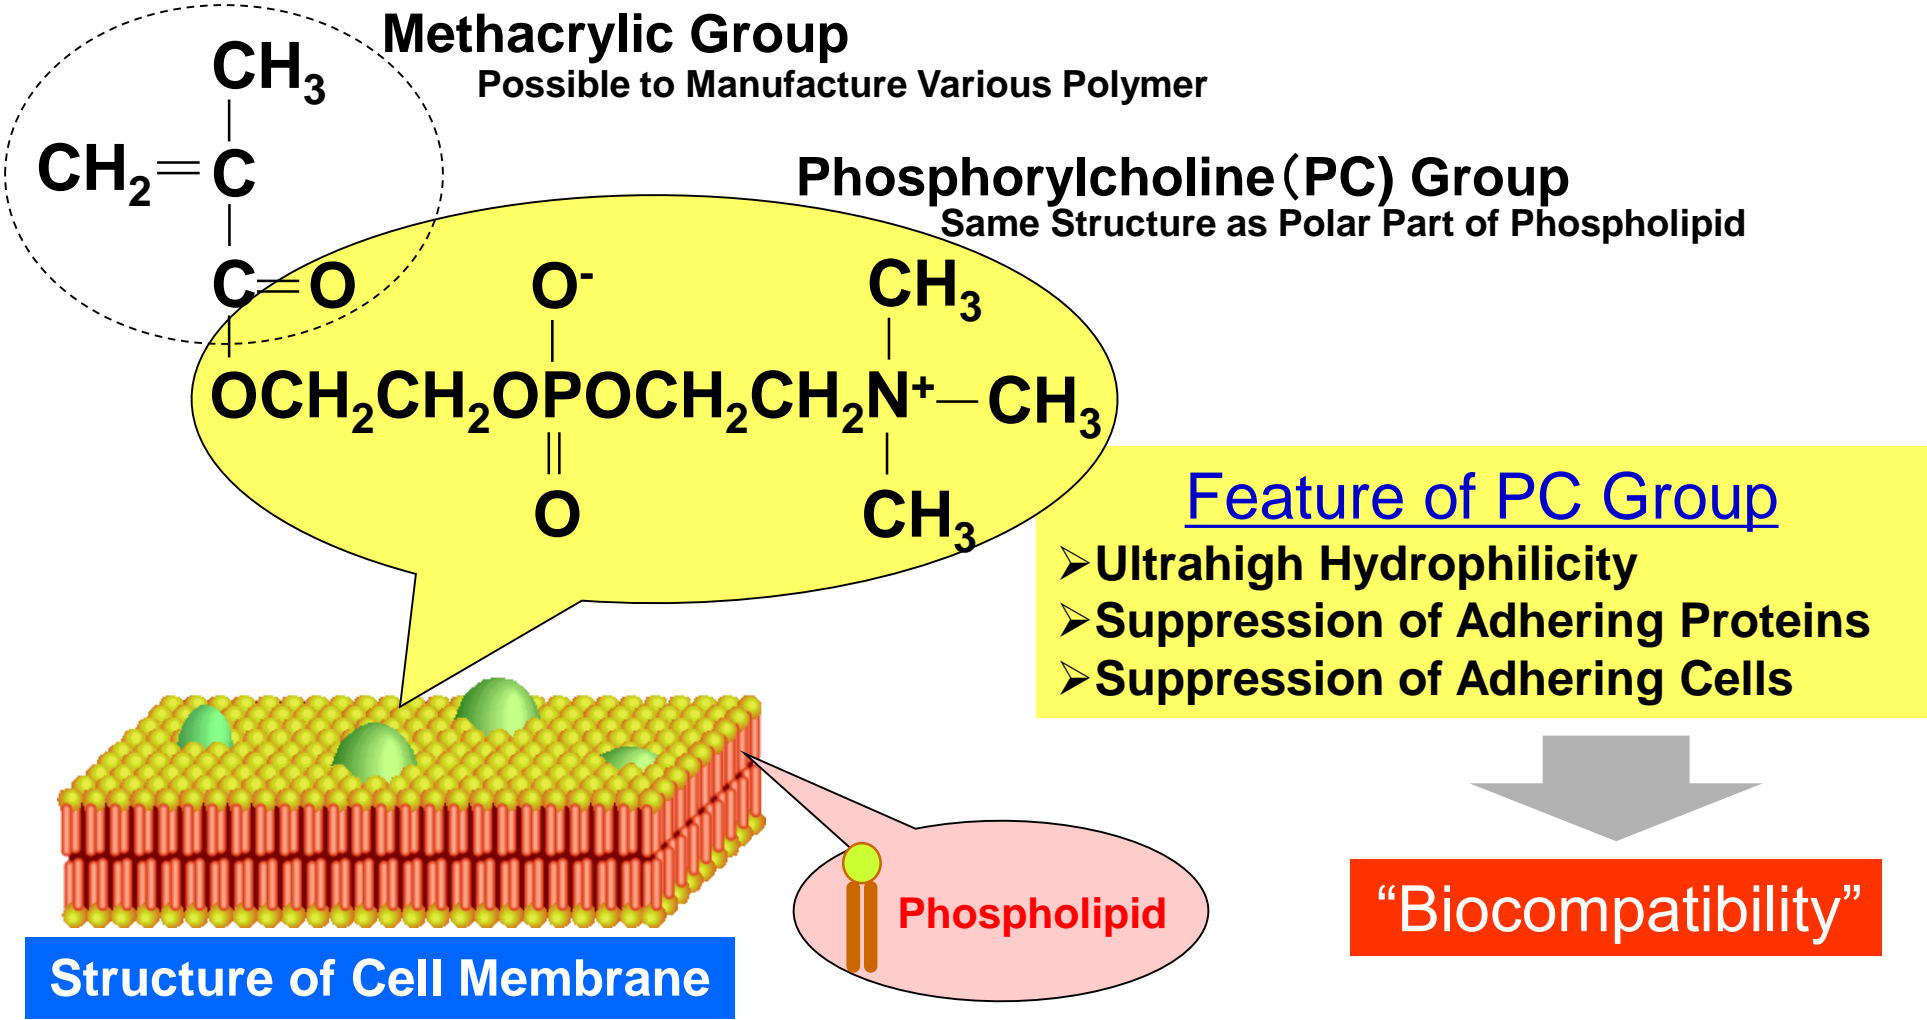 Methacrylic Group
Possible to Manufacture Various Polymer
CH3
CH2=C
C=O
Phosphorylcholine（PC) Group
Same Structure as Polar Part of Phospholipid
O-
CH3
OCH2CH2OPOCH2CH2N+—CH3
O
CH3
Feature of PC Group
➢Ultrahigh Hydrophilicity
➢Suppression of Adhering Proteins
➢Suppression of Adhering Cells
Phospholipid
“Biocompatibility”
Structure of Cell Membrane